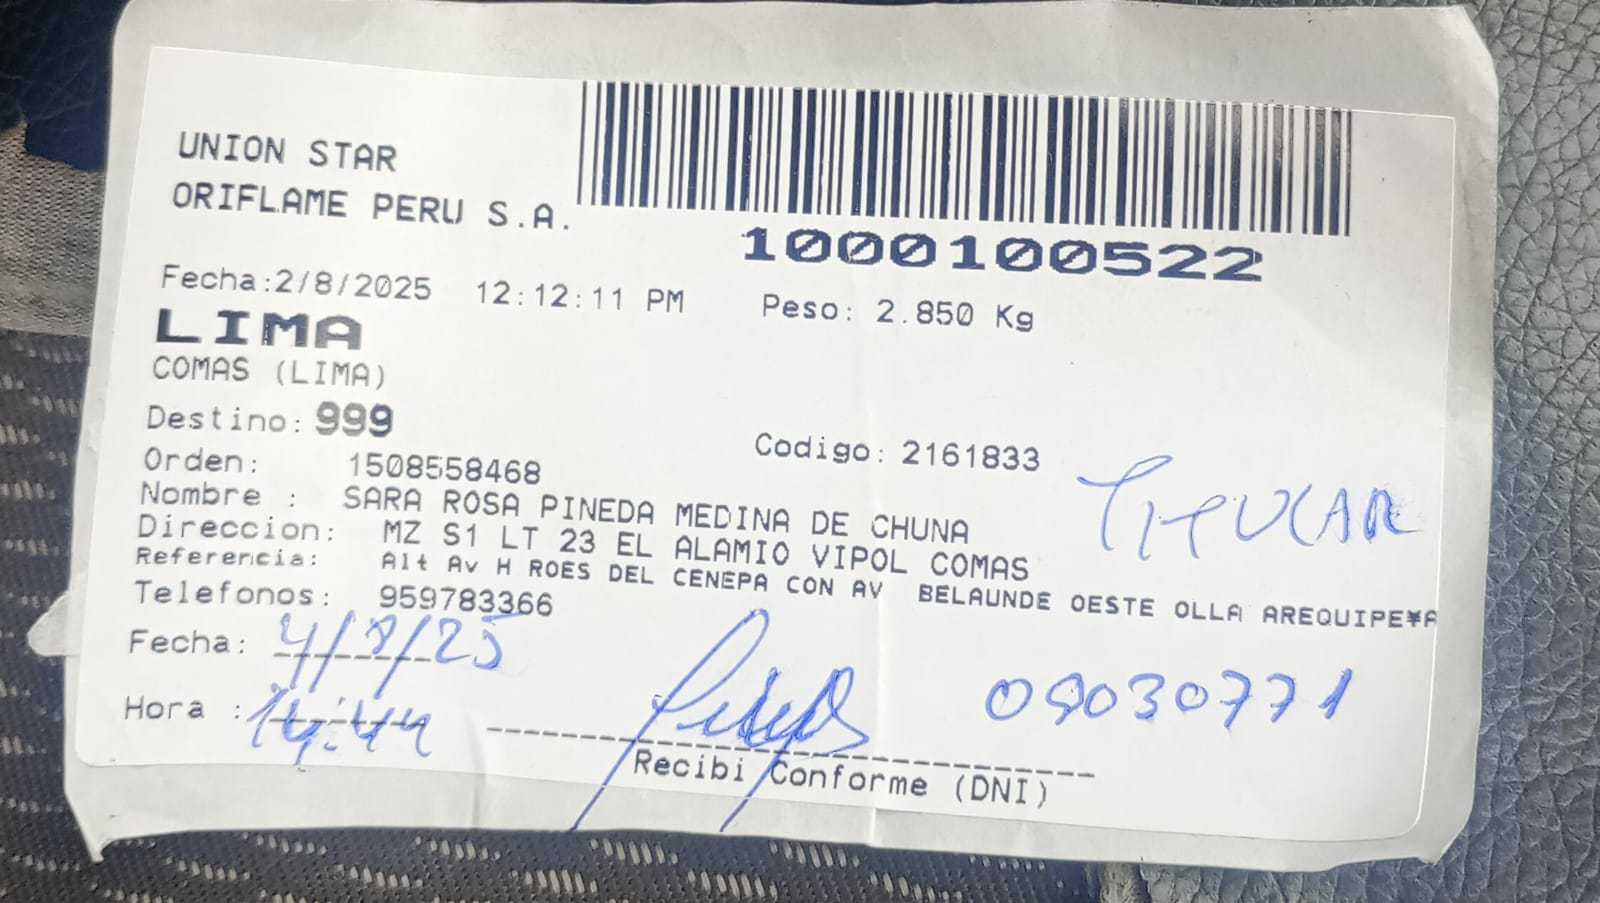 UNION STAR
ORIFLAME PERU S.A.
1000100522
Fecha:2/8/2025 12:12:11 PM Peso: 2.850 Kg
LIMA
COMAS (LIMA)
Destino: 999
Codigo: 2161833
Orden: 1508558468
Nombre : SARA ROSA PINEDA MEDINA DE CHUNA
TITULAR
Direccion: MZ S1 LT 23 EL ALAMIO VIPOL COMAS
Referencia: Alt Av H ROES DEL CENEPA CON AV BELAUNDE OESTE OLLA AREQUIPE¥A
Telefonos: 959783366
Fecha: 4/8/25
09030771
Hora : 14:44
Recibi Conforme (DNI)